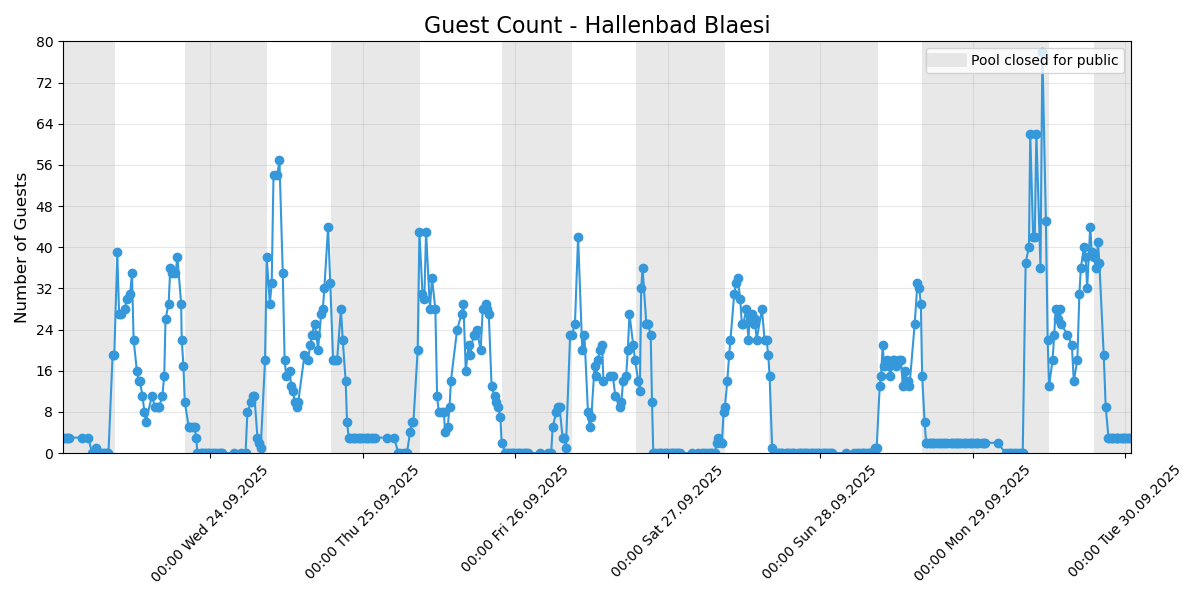 Guest Count - Hallenbad Blaesi
Pool closed for public
Number of Guests
80
72
64
56
48
40
32
24
16
8
0
00:00 Wed 24.09.2025
00:00 Thu 25.09.2025
00:00 Fri 26.09.2025
00:00 Sat 27.09.2025
00:00 Sun 28.09.2025
00:00 Mon 29.09.2025
00:00 Tue 30.09.2025